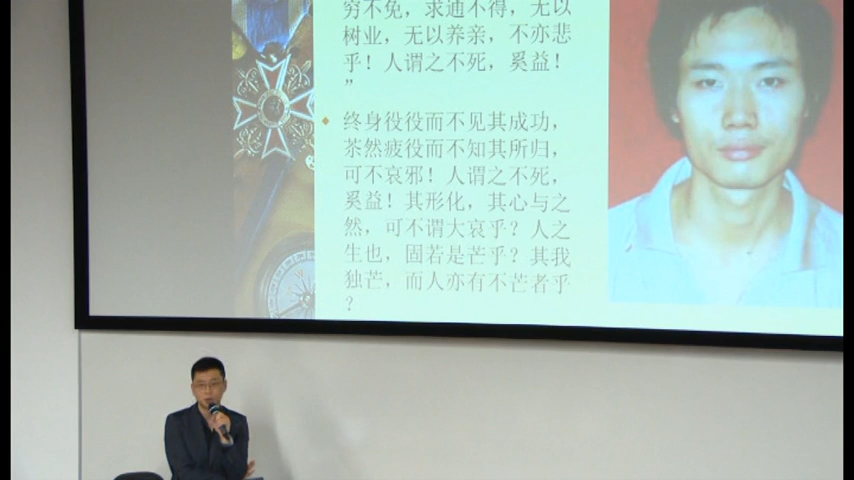 穷不免，求通不得，无以
树业，无以养亲，不亦悲
乎！人谓之不死，奚益！
”
终身役役而不见其成功，
苶然疲役而不知其所归，
可不哀邪！人谓之不死，
奚益！其形化，其心与之
然，可不谓大哀乎？人之
生也，固若是芒乎？其我
独芒，而人亦有不芒者乎
？